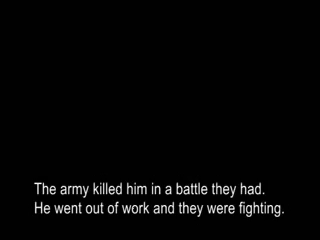 The army killed him in a battle they had.
He went out of work and they were fighting.